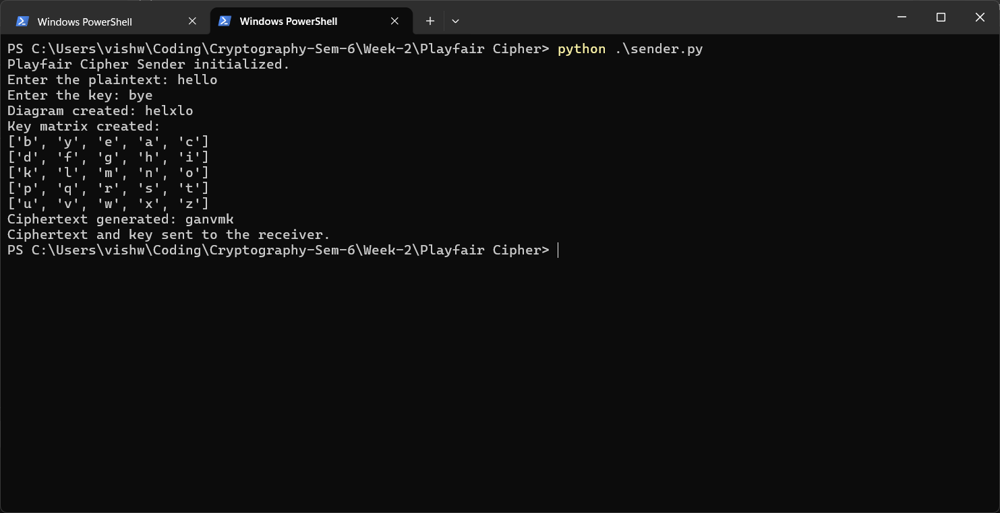 Windows PowerShell
Windows PowerShell
PS C:\Users\vishw\Coding\Cryptography-Sem-6\Week-2\Playfair Cipher> python .\sender.py
Playfair Cipher Sender initialized.
Enter the plaintext: hello
Enter the key: bye
Diagram created: helxlo
Key matrix created:
['b', 'y', 'e', 'a', 'c']
['d', 'f', 'g', 'h', 'i']
['k', 'l', 'm', 'n', 'o']
['p', 'q', 'r', 's', 't']
['u', 'v', 'w', 'x', 'z']
Ciphertext generated: ganvmk
Ciphertext and key sent to the receiver.
PS C:\Users\vishw\Coding\Cryptography-Sem-6\Week-2\Playfair Cipher>